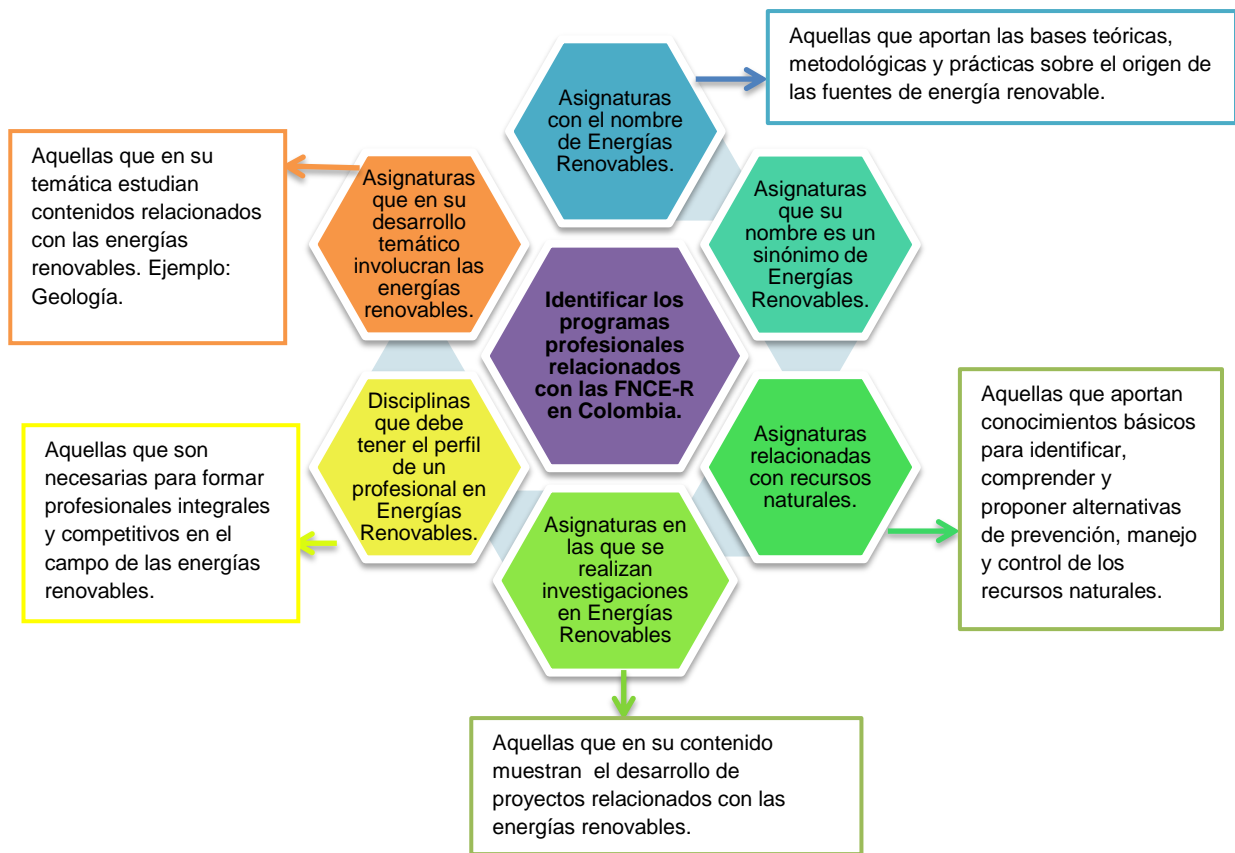 Aquellas que aportan las bases teóricas,
metodológicas y prácticas sobre el origen de
las fuentes de energía renovable.
Asignaturas
con el nombre
de Energías
Renovables.
Aquellas que en su
temática estudian
contenidos relacionados
con las energías
renovables. Ejemplo:
Geología.
Asignaturas
que en su
desarrollo
temático
involucran las
energías
renovables.
Asignaturas
que su
nombre es un
sinónimo de
Energías
Renovables.
Identificar los
programas
profesionales
relacionados
con las FNCE-R
en Colombia.
Disciplinas
que debe
tener el perfil
de un
profesional en
Energías
Renovables.
Aquellas que son
necesarias para formar
profesionales integrales
y competitivos en el
campo de las energías
renovables.
Asignaturas
relacionadas
con recursos
naturales.
Aquellas que aportan
conocimientos básicos
para identificar,
comprender y
proponer alternativas
de prevención, manejo
y control de los
recursos naturales.
Asignaturas en
las que se
realizan
investigaciones
en Energías
Renovables
Aquellas que en su contenido
muestran el desarrollo de
proyectos relacionados con las
energías renovables.